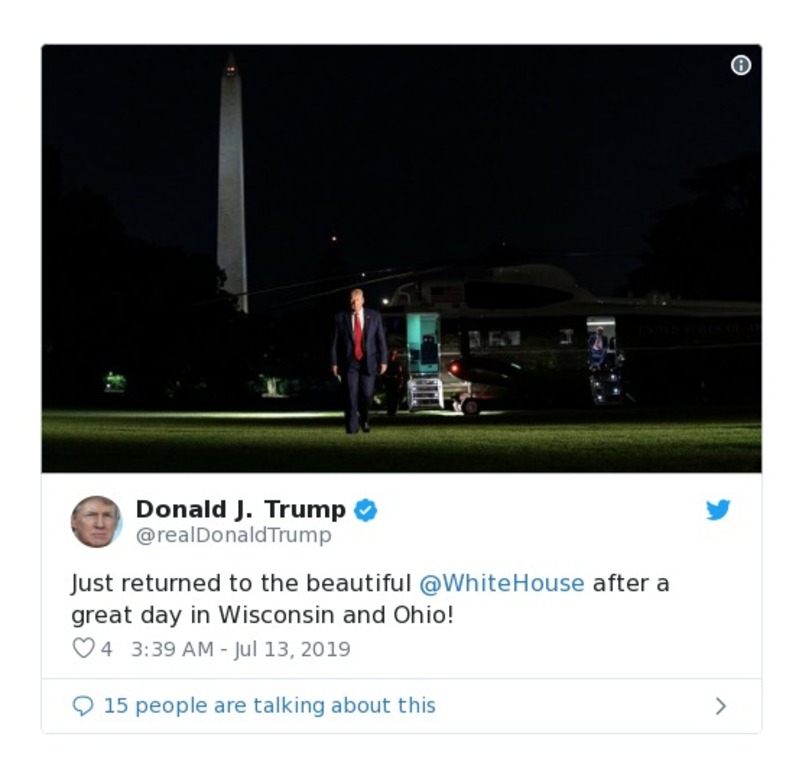 Donald J. Trump
@realDonaldTrump
Just returned to the beautiful @WhiteHouse after a
great day in Wisconsin and Ohio!
4 3:39 AM - Jul 13, 2019
15 people are talking about this